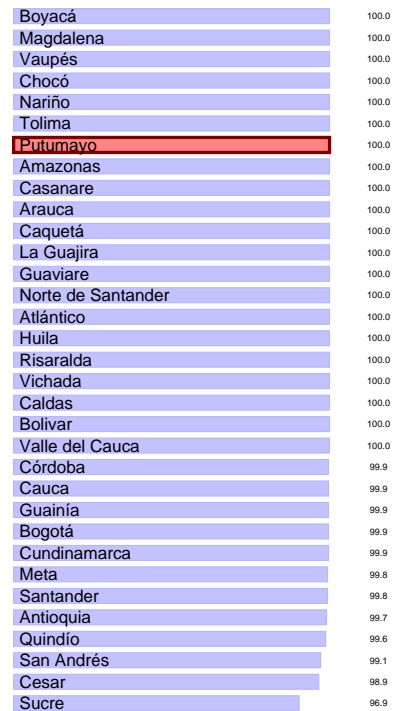 Boyacá 100.0
Magdalena 100.0
Vaupés 100.0
Chocó 100.0
Nariño 100.0
Tolima 100.0
Putumayo 100.0
Amazonas 100.0
Casanare 100.0
Arauca 100.0
Caquetá 100.0
La Guajira 100.0
Guaviare 100.0
Norte de Santander 100.0
Atlántico 100.0
Huila 100.0
Risaralda 100.0
Vichada 100.0
Caldas 100.0
Bolivar 100.0
Valle del Cauca 100.0
Córdoba 99.9
Cauca 99.9
Guainía 99.9
Bogotá 99.9
Cundinamarca 99.9
Meta 99.8
Santander 99.8
Antioquia 99.7
Quindío 99.6
San Andrés 99.1
Cesar 98.9
Sucre 96.9